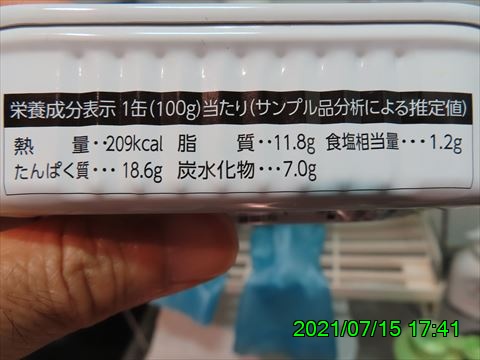 栄養成分表示 1缶(100g)当たり(サンプル品分析による推定値)
熱 量‥209kcal 脂 質‥11.8g 食塩相当量‥‥1.2g
たんぱく質‥‥18.6g 炭水化物‥‥7.0g
2021/07/15 17:41